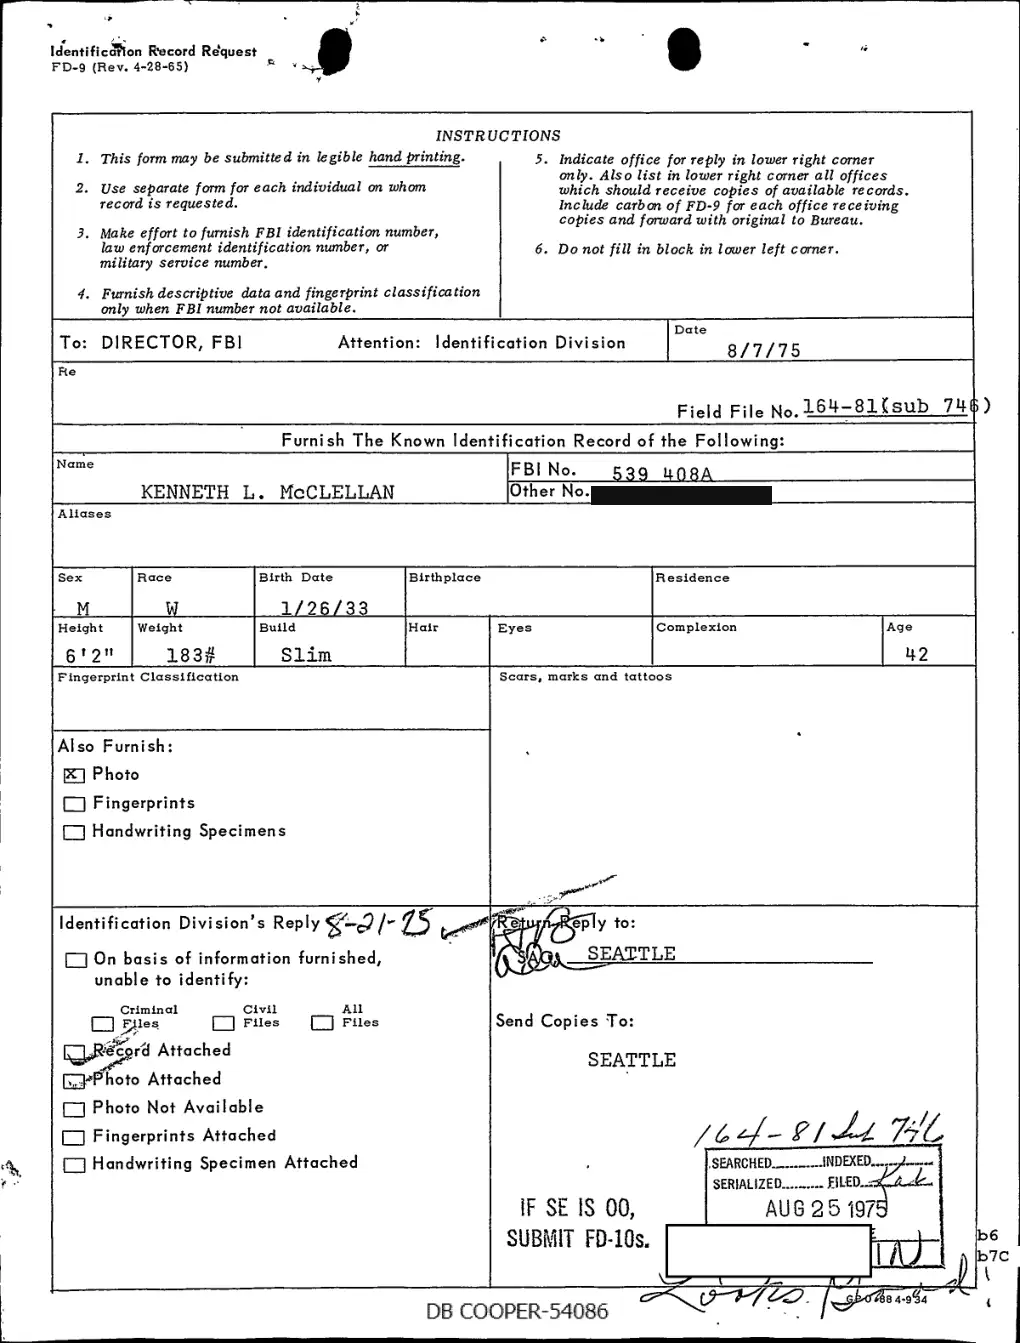 Identification Record Request
FD-9 (Rev. 4-28-65)
INSTRUCTIONS
1. This form may be submitted in legible hand printing.
2. Use separate form for each individual on whom
record is requested.
3. Make effort to furnish FBI identification number,
law enforcement identification number, or
military service number.
4. Furnish descriptive data and fingerprint classification
only when FBI number not available.
5. Indicate office for reply in lower right corner
only. Also list in lower right corner all offices
which should receive copies of available records.
Include carbon of FD-9 for each office receiving
copies and forward with original to Bureau.
6. Do not fill in block in lower left corner.
To: DIRECTOR, FBI Attention: Identification Division
Date
8/7/75
Re
Field File No. 164-81(sub 746)
Furnish The Known Identification Record of the Following:
Name
KENNETH L. McCLELLAN
FBI No. 539 408A
Other No.
Aliases
Sex Race Birth Date Birthplace Residence
M W 1/26/33
Height Weight Build Hair Eyes Complexion Age
6'2" 183# Slim 42
Fingerprint Classification
Scars, marks and tattoos
Also Furnish:
X Photo
Fingerprints
Handwriting Specimens
Identification Division's Reply 8-21-75
On basis of information furnished,
unable to identify:
Criminal Files Civil Files All Files
Record Attached
Photo Attached
Photo Not Available
Fingerprints Attached
Handwriting Specimen Attached
Return Reply to:
SAC, SEATTLE
Send Copies To:
SEATTLE
164-81 Sub 746
SEARCHED INDEXED
SERIALIZED FILED
AUG 25 1975
IF SE IS OO,
SUBMIT FD-10s.
b6
b7C
Looks
GPO 884-934
DB COOPER-54086